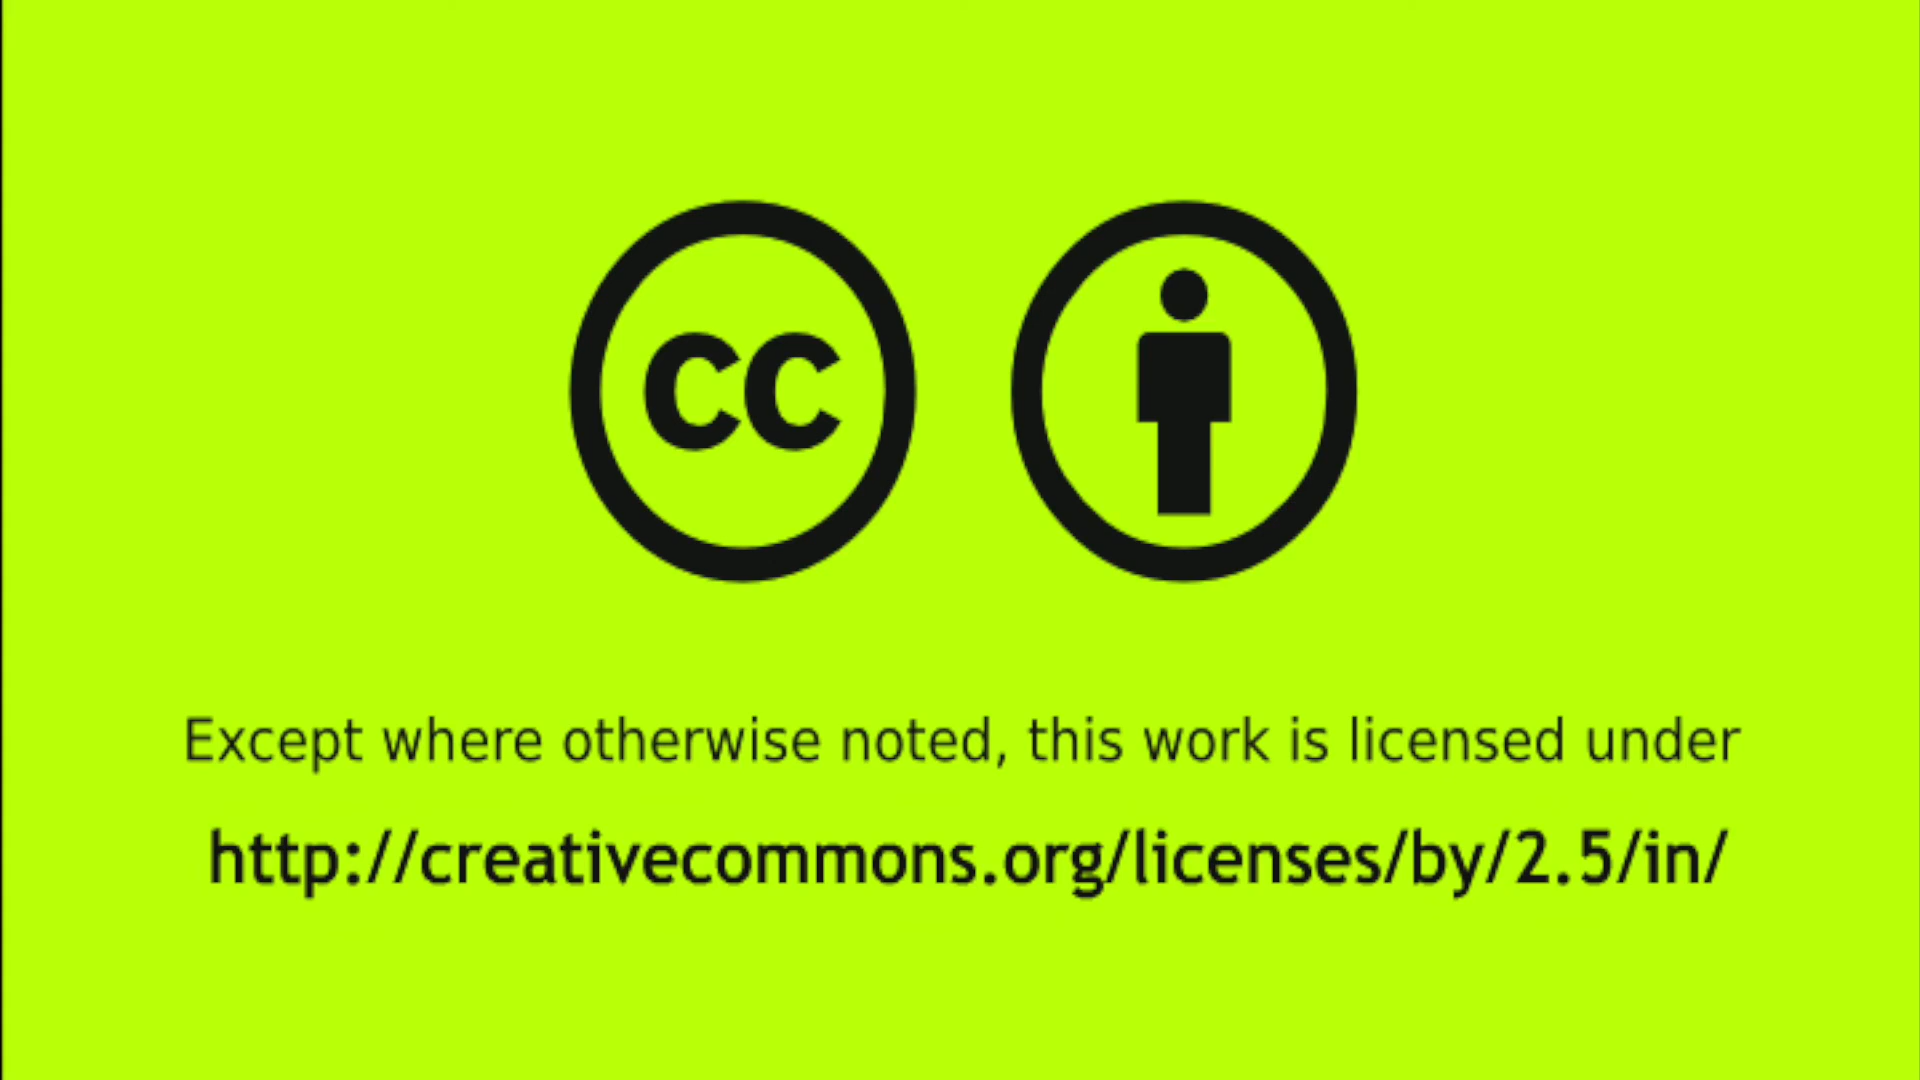 cc
Except where otherwise noted, this work is licensed under
http://creativecommons.org/licenses/by/2.5/in/